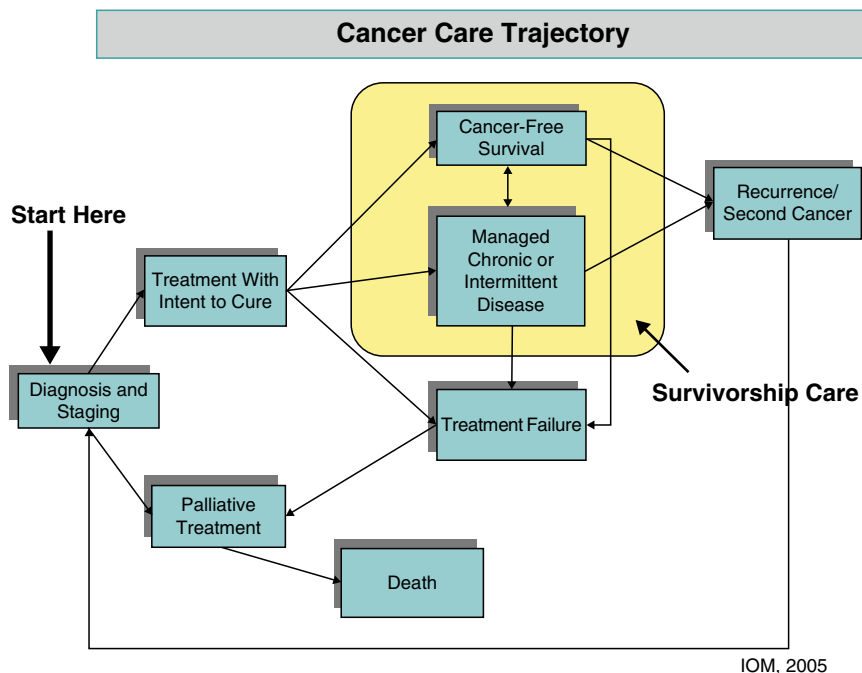 Cancer Care Trajectory
Cancer-Free
Survival
Recurrence/
Second Cancer
Start Here
Managed
Chronic or
Intermittent
Disease
Treatment With
Intent to Cure
Diagnosis and
Staging
Survivorship Care
Treatment Failure
Palliative
Treatment
Death
IOM, 2005